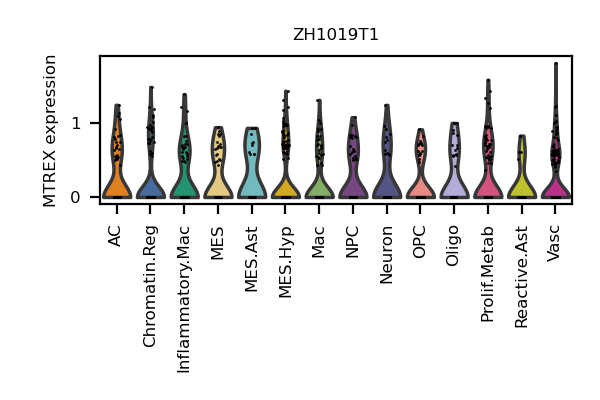 ZH1019T1
MTREX expression
1
0
AC
Chromatin.Reg
Inflammatory.Mac
MES
MES.Ast
MES.Hyp
Mac
NPC
Neuron
OPC
Oligo
Prolif.Metab
Reactive.Ast
Vasc